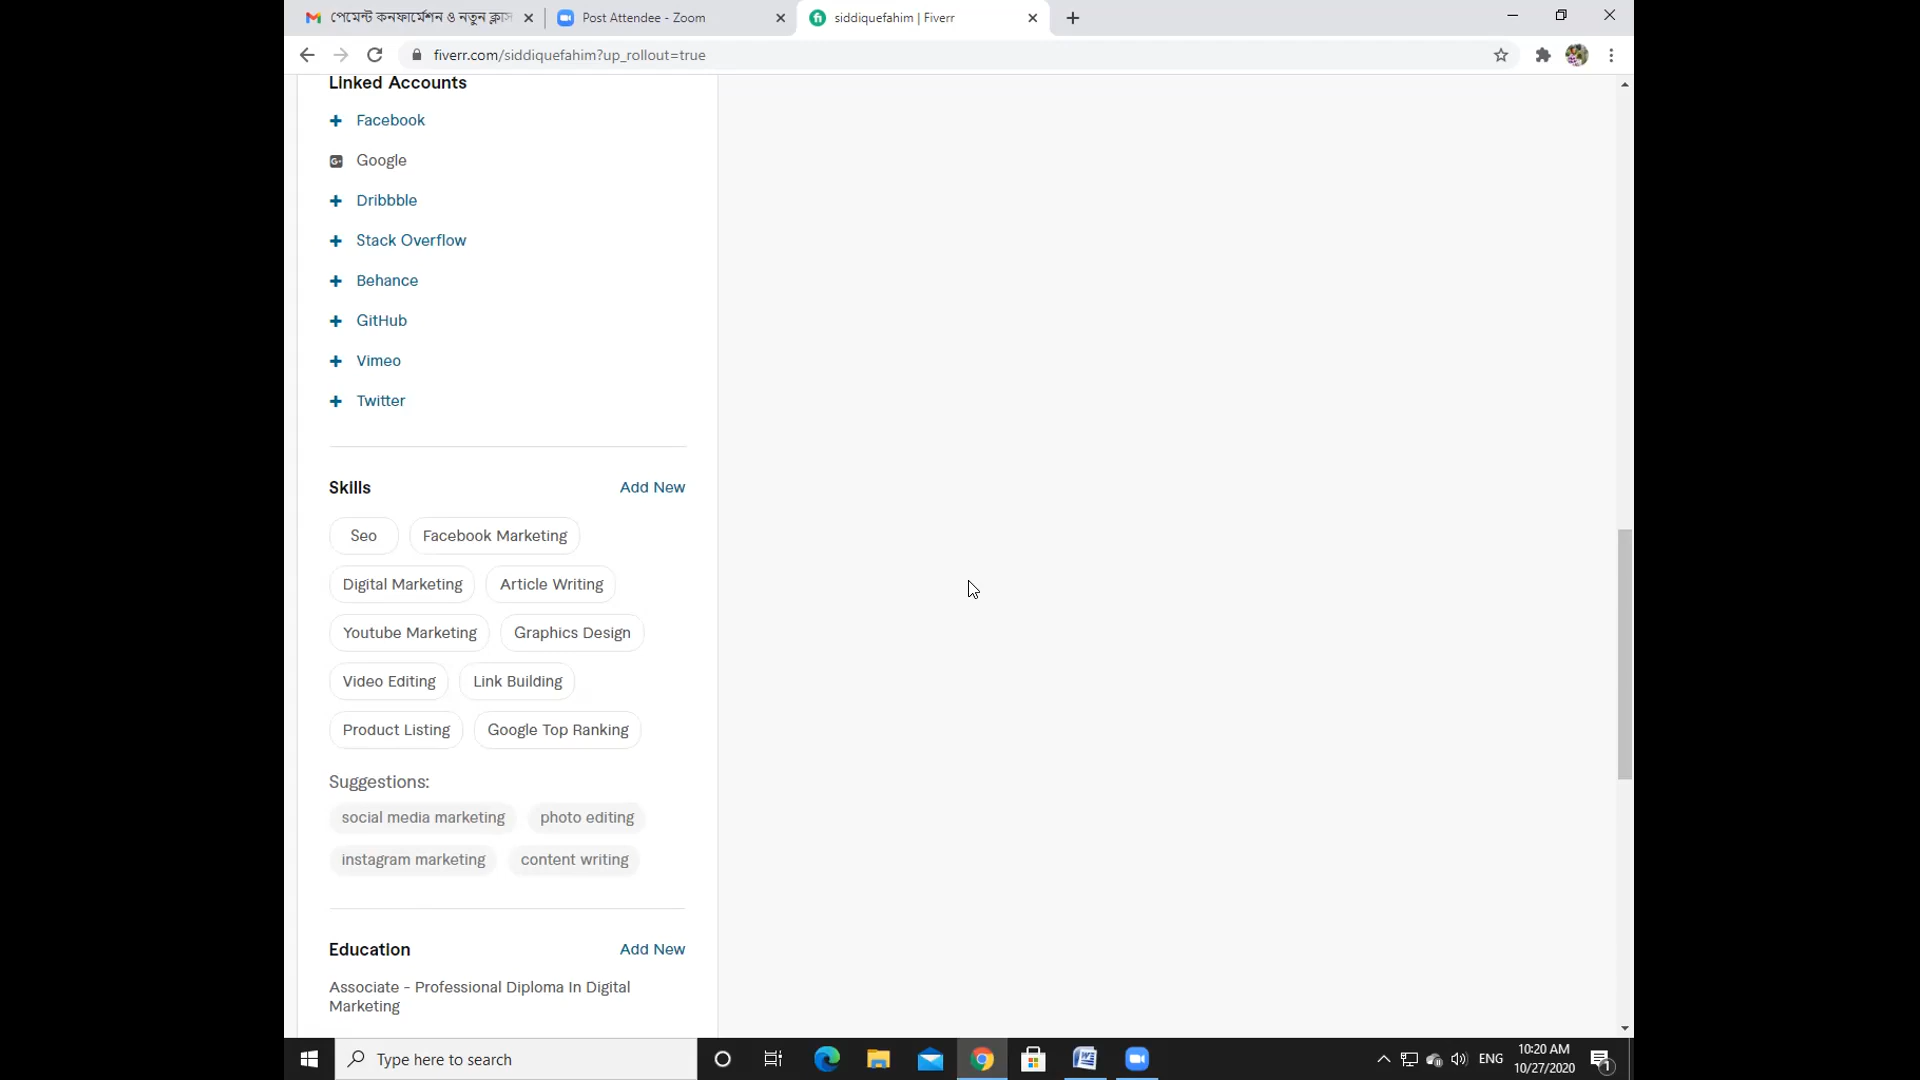 পেমেন্ট কনফার্মেশন ও নতুন ক্লাস
Post Attendee - Zoom
siddiquefahim | Fiverr
fiverr.com/siddiquefahim?up_rollout=true
Linked Accounts
Facebook
G+ Google
Dribbble
Stack Overflow
Behance
GitHub
Vimeo
Twitter
Skills Add New
Seo Facebook Marketing
Digital Marketing Article Writing
Youtube Marketing Graphics Design
Video Editing Link Building
Product Listing Google Top Ranking
Suggestions:
social media marketing photo editing
instagram marketing content writing
Education Add New
Associate - Professional Diploma In Digital
Marketing
Type here to search
ENG
10:20 AM
10/27/2020
1